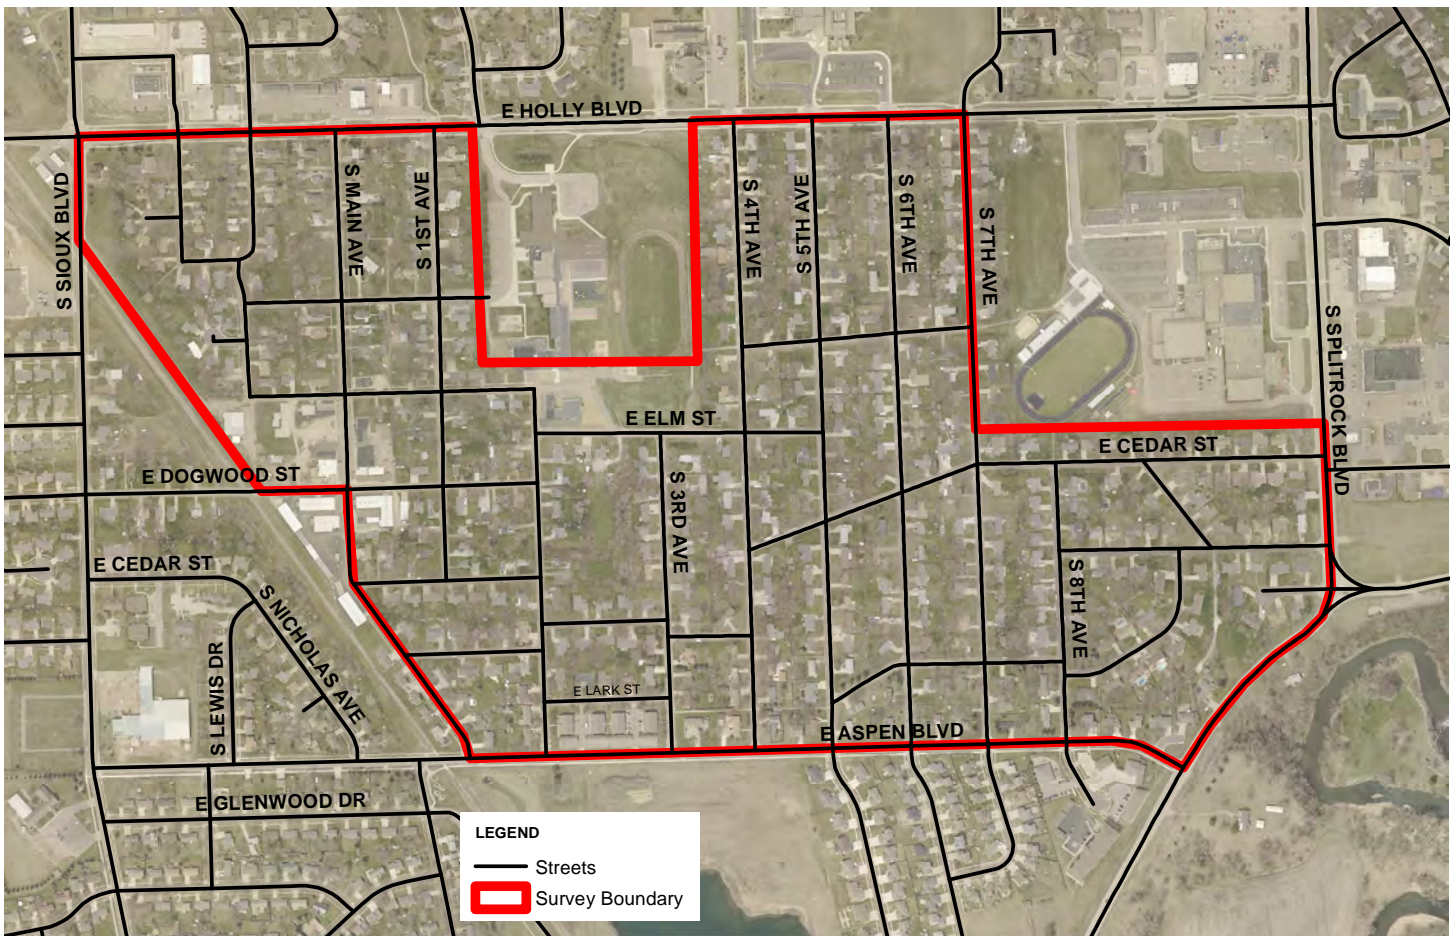 E HOLLY BLVD
S SIOUX BLVD
S MAIN AVE
S 1ST AVE
S 4TH AVE
S 5TH AVE
S 6TH AVE
S 7TH AVE
S SPLITROCK BLVD
E ELM ST
E CEDAR ST
E DOGWOOD ST
S 3RD AVE
E CEDAR ST
S NICHOLAS AVE
S LEWIS DR
S 8TH AVE
E LARK ST
E ASPEN BLVD
E GLENWOOD DR
LEGEND
Streets
Survey Boundary